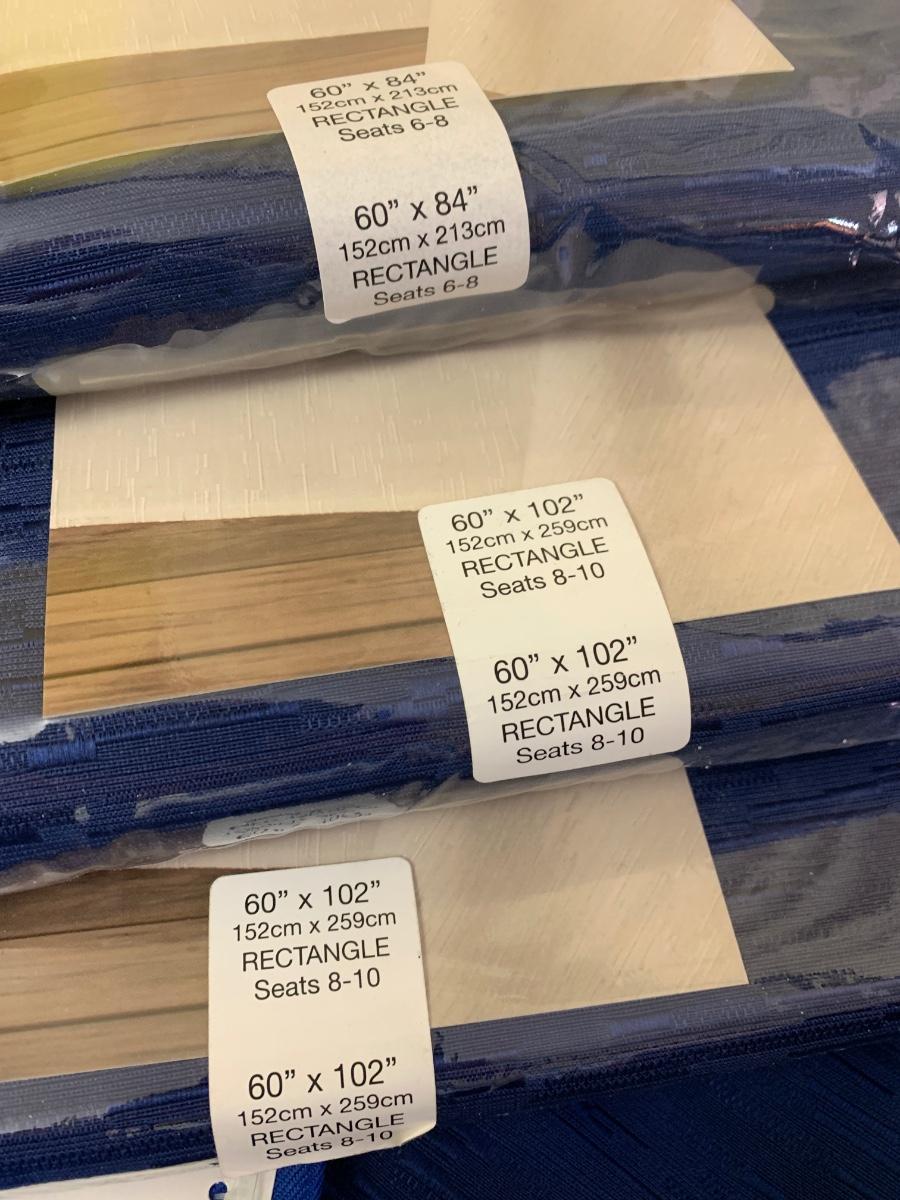 60” x 84”
152cm x 213cm
RECTANGLE
Seats 6-8
60” x 84”
152cm x 213cm
RECTANGLE
Seats 6-8
60” x 102”
152cm x 259cm
RECTANGLE
Seats 8-10
60” x 102”
152cm x 259cm
RECTANGLE
Seats 8-10
60” x 102”
152cm x 259cm
RECTANGLE
Seats 8-10
60” x 102”
152cm x 259cm
RECTANGLE
Seats 8-10